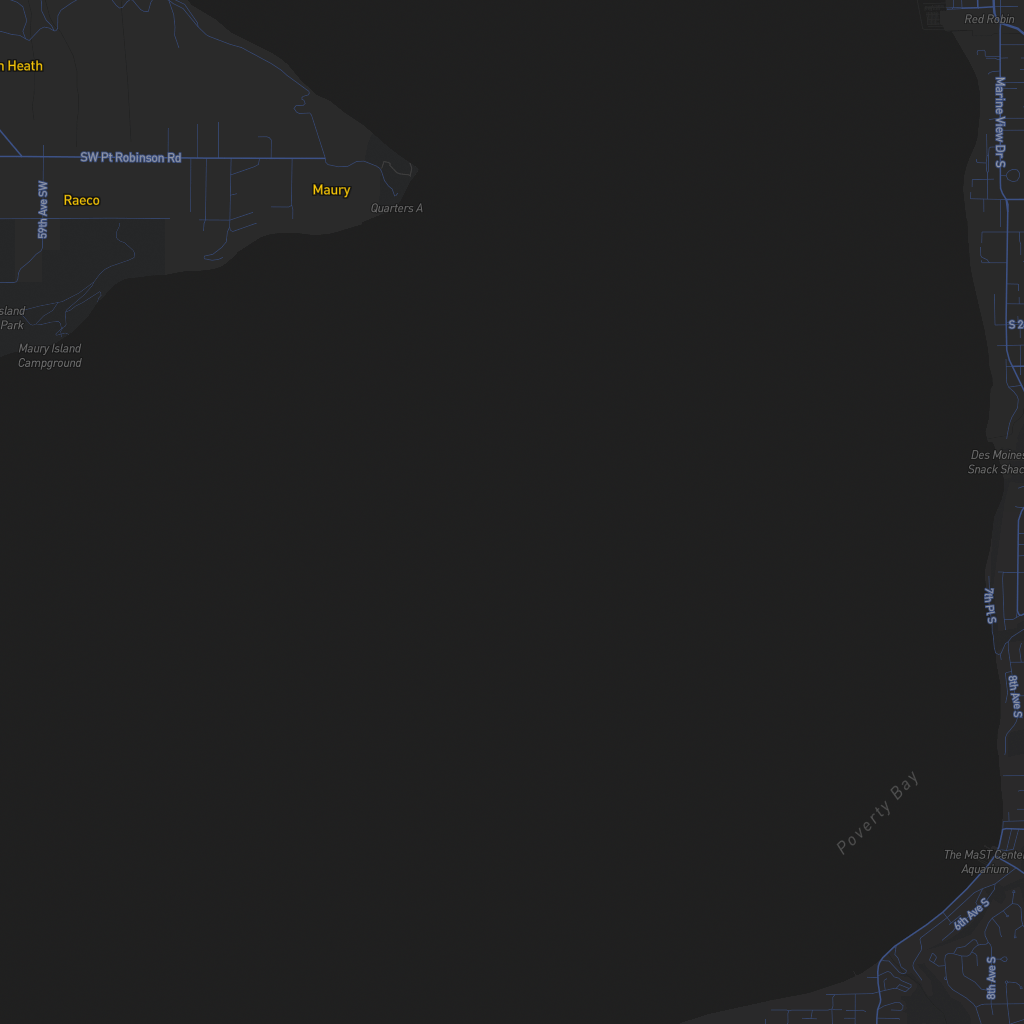 Red Robin
Heath
Marine View Dr S
SW Pt Robinson Rd
Maury
59th Ave SW
Raeco
Quarters A
sland
Park
S 2
Maury Island
Campground
Des Moines
Snack Shac
7th Pl S
8th Ave S
Poverty Bay
The MaST Cente
Aquarium
6th Ave S
8th Ave S